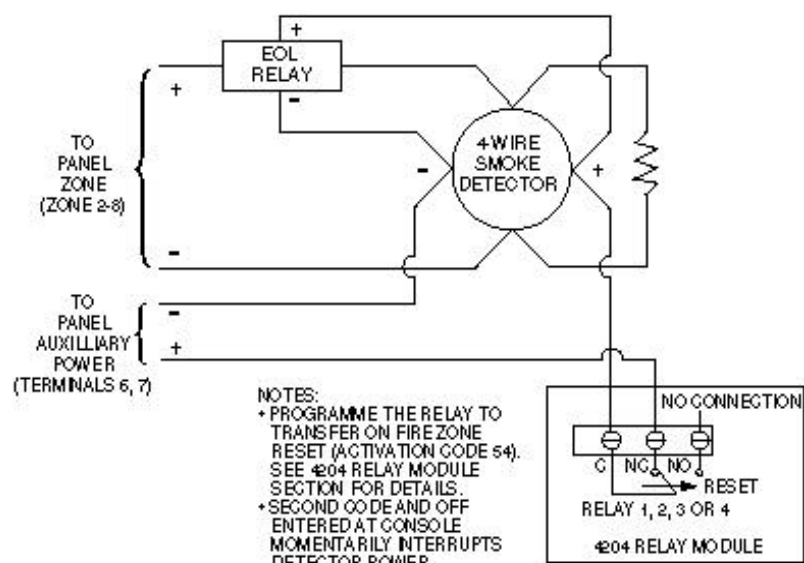 +
EOL
RELAY
+
-
TO
PANEL
ZONE
(ZONE 2-8)
4-WIRE
SMOKE
DETECTOR
-
+
-
TO
PANEL
AUXILLIARY
POWER
(TERMINALS 6, 7)
-
+
NOTES:
+ PROGRAMME THE RELAY TO
TRANSFER ON FIRE ZONE
RESET (ACTIVATION CODE 54).
SEE 4204 RELAY MODULE
SECTION FOR DETAILS.
+ SECOND CODE AND OFF
ENTERED AT CONSOLE
MOMENTARILY INTERRUPTS
DETECTOR POWER
NO CONNECTION
C NC NO
RESET
RELAY 1, 2, 3 OR 4
4204 RELAY MODULE